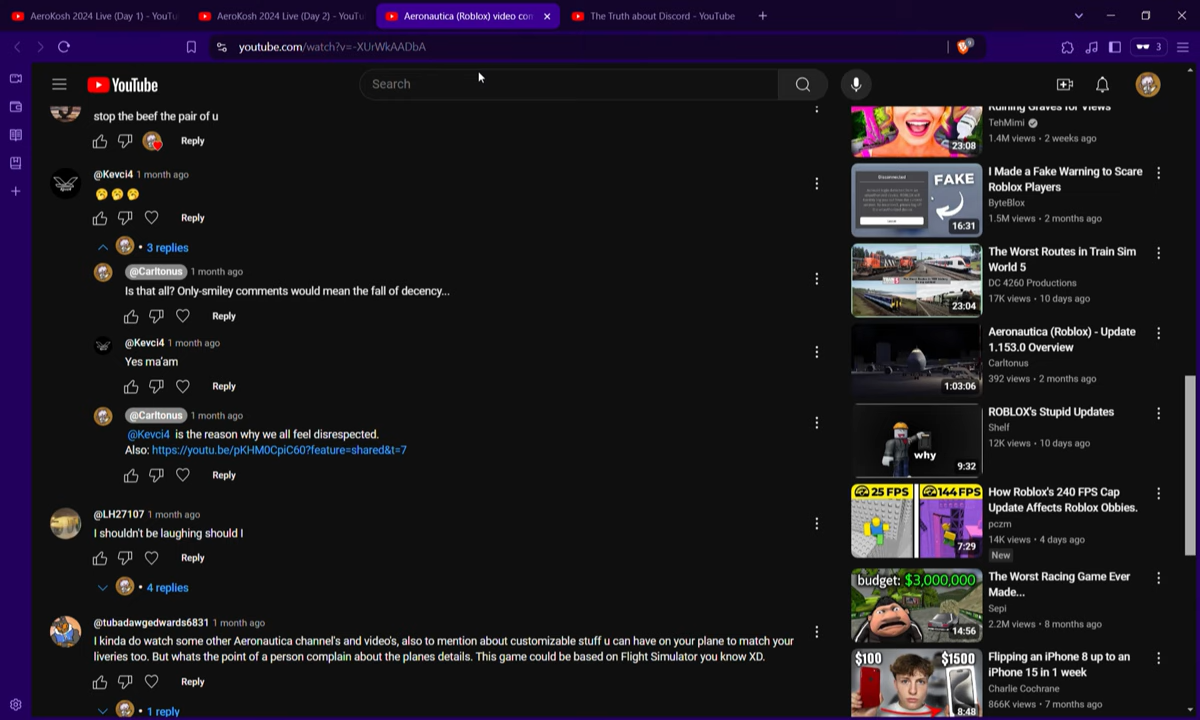 AeroKosh 2024 Live (Day 1) - YouTu
AeroKosh 2024 Live (Day 2) - YouTu
Aeronautica (Roblox) video con
The Truth about Discord - YouTube
youtube.com/watch?v=-XUrWkAADbA
9
3
YouTube
Search
stop the beef the pair of u
Reply
@Kevci4 1 month ago
Reply
• 3 replies
@Carltonus 1 month ago
Is that all? Only-smiley comments would mean the fall of decency...
Reply
@Kevci4 1 month ago
Yes ma'am
Reply
@Carltonus 1 month ago
@Kevci4 is the reason why we all feel disrespected.
Also: https://youtu.be/pKHM0CpiC60?feature=shared&t=7
Reply
@LH27107 1 month ago
I shouldn't be laughing should I
Reply
• 4 replies
@tubadawgedwards6831 1 month ago
I kinda do watch some other Aeronautica channel's and video's, also to mention about customizable stuff u can have on your plane to match your
liveries too. But whats the point of a person complain about the planes details. This game could be based on Flight Simulator you know XD.
Reply
• 1 reply
Ruining Graves for Views
TehMimi
1.4M views • 2 weeks ago
23:08
I Made a Fake Warning to Scare
Roblox Players
ByteBlox
1.5M views • 2 months ago
Disconnected
FAKE
16:31
The Worst Routes in Train Sim
World 5
DC 4260 Productions
17K views • 10 days ago
23:04
Aeronautica (Roblox) - Update
1.153.0 Overview
Carltonus
392 views • 2 months ago
1:03:06
ROBLOX's Stupid Updates
Shelf
12K views • 10 days ago
why
9:32
How Roblox's 240 FPS Cap
Update Affects Roblox Obbies.
pczm
14K views • 4 days ago
New
25 FPS
144 FPS
7:29
The Worst Racing Game Ever
Made...
Sepi
2.2M views • 8 months ago
budget: $3,000,000
14:56
Flipping an iPhone 8 up to an
iPhone 15 in 1 week
Charlie Cochrane
866K views • 7 months ago
$100
$1500
8:48